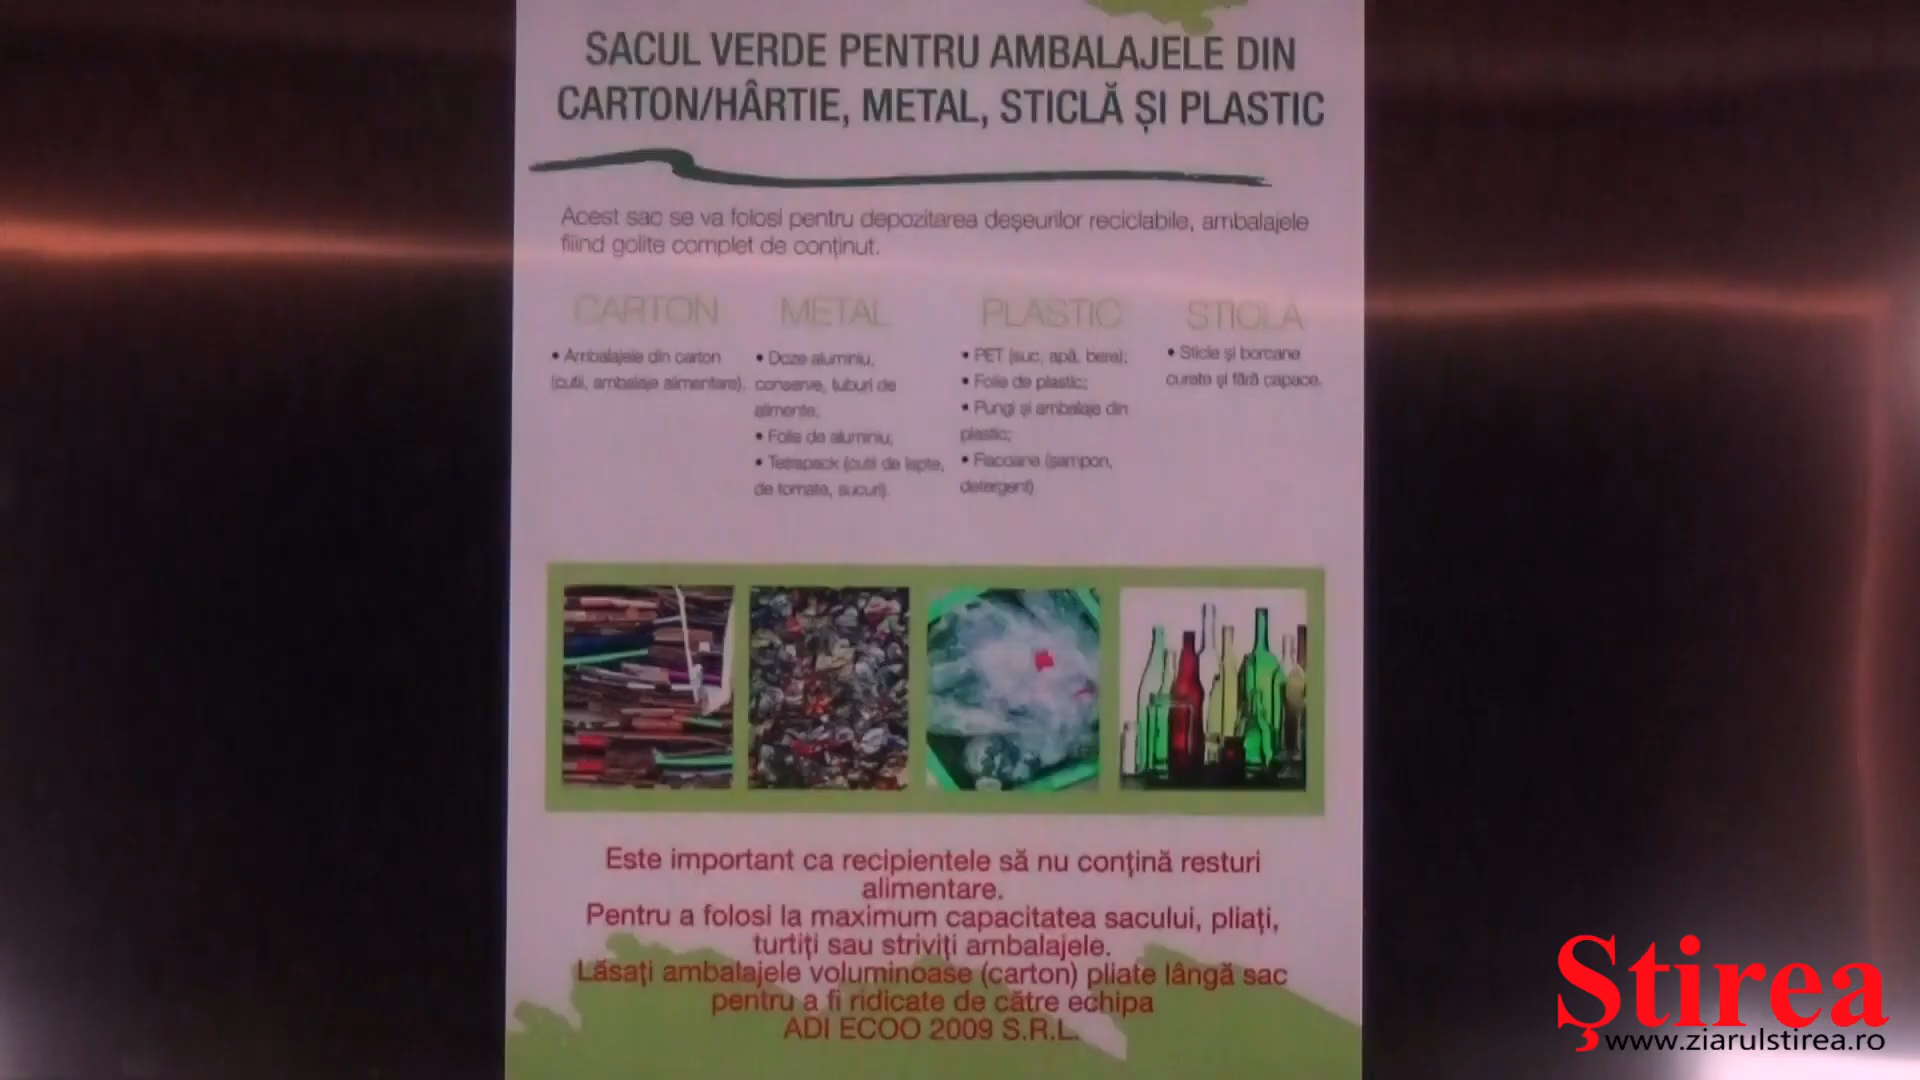 SACUL VERDE PENTRU AMBALAJELE DIN
CARTON/HÂRTIE, METAL, STICLĂ ȘI PLASTIC
Acest sac se va folosi pentru depozitarea deșeurilor reciclabile, ambalajele
fiind golite complet de conținut.
CARTON
• Ambalajele din carton
(cutii, ambalaje alimentare).
METAL
• Doze aluminiu,
conserve, tuburi de
alimente;
• Folie de aluminiu;
• Tetrapack (cutii de lapte,
de tomate, sucuri).
PLASTIC
• PET (suc, apă, bere);
• Folie de plastic;
• Pungi și ambalaje din
plastic;
• Flacoane (șampon,
detergent)
STICLĂ
• Sticle și borcane
curate și fără capace.
Este important ca recipientele să nu conțină resturi
alimentare.
Pentru a folosi la maximum capacitatea sacului, pliați,
turtiți sau striviți ambalajele.
Lăsați ambalajele voluminoase (carton) pliate lângă sac
pentru a fi ridicate de către echipa
ADI ECOO 2009 S.R.L.
Ştirea
www.ziarulstirea.ro